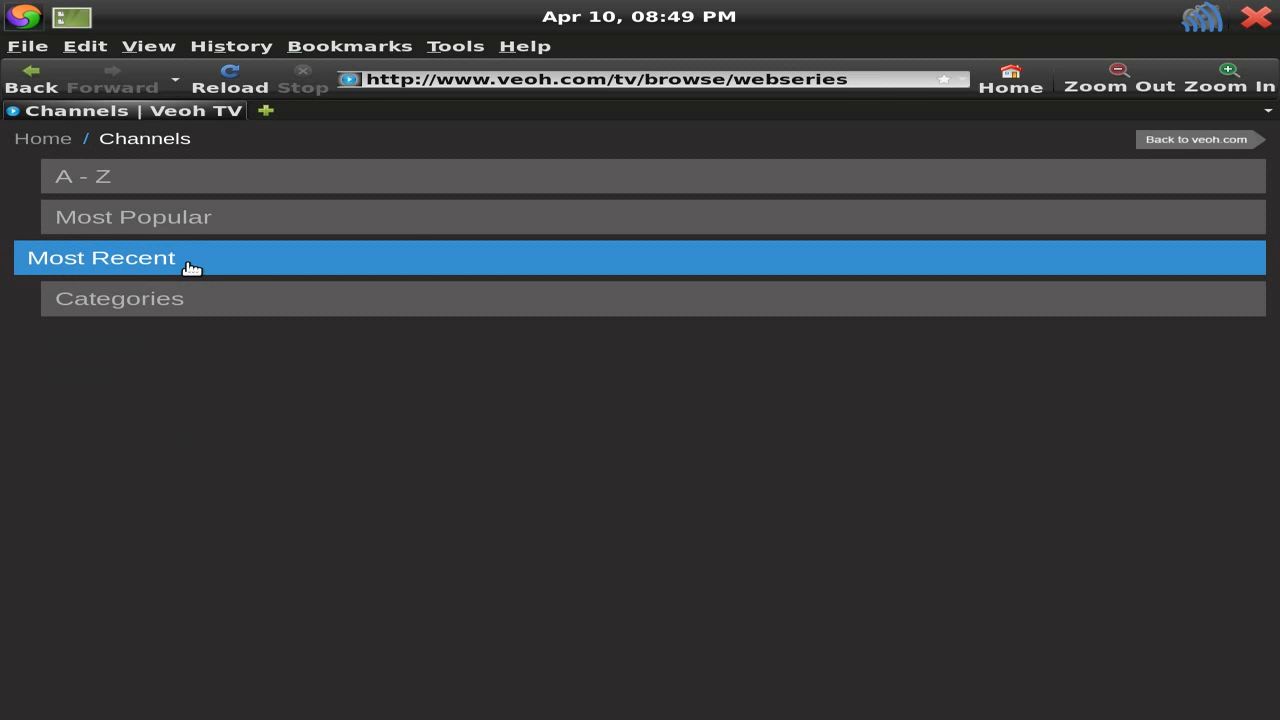 Apr 10, 08:49 PM
File Edit View History Bookmarks Tools Help
Back Forward Reload Stop http://www.veoh.com/tv/browse/webseries Home Zoom Out Zoom In
Channels | Veoh TV
Home / Channels Back to veoh.com
A - Z
Most Popular
Most Recent
Categories